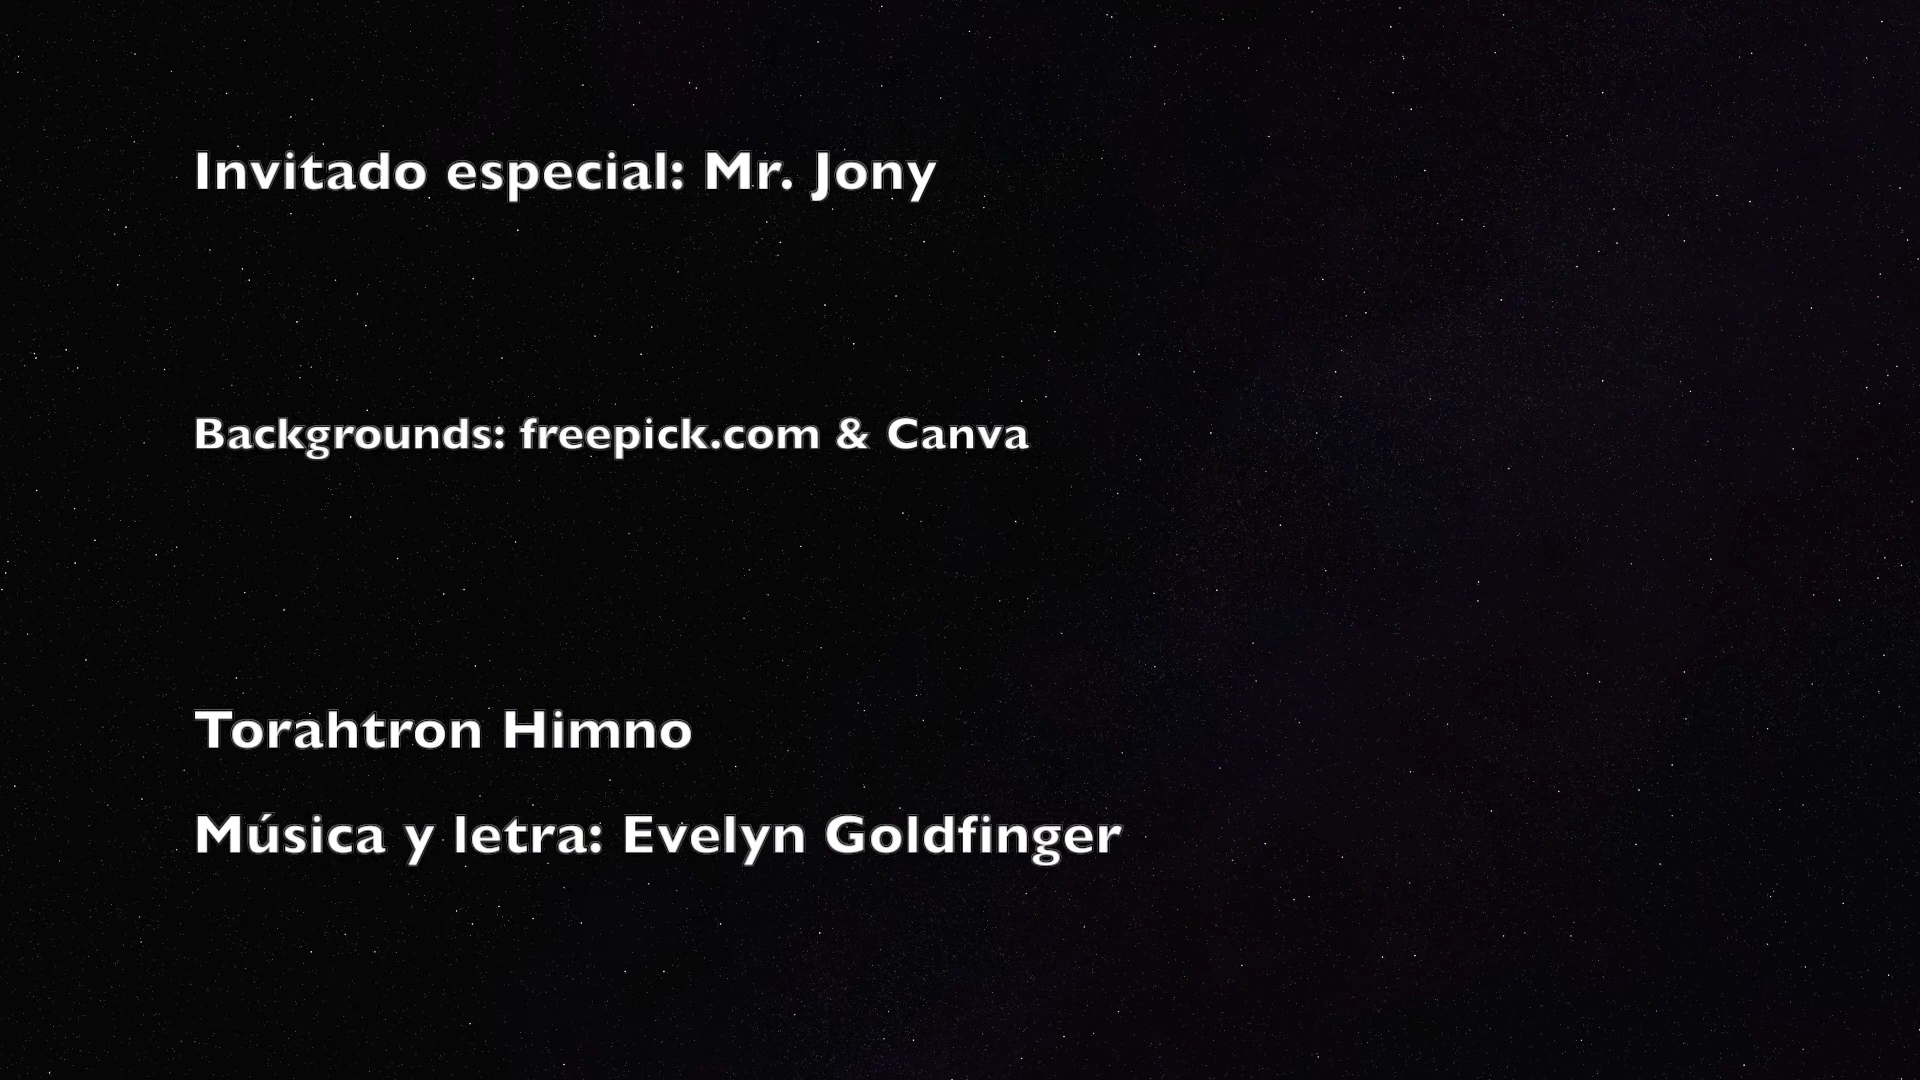 Invitado especial: Mr. Jony
Backgrounds: freepick.com & Canva
Torahtron Himno
Música y letra: Evelyn Goldfinger